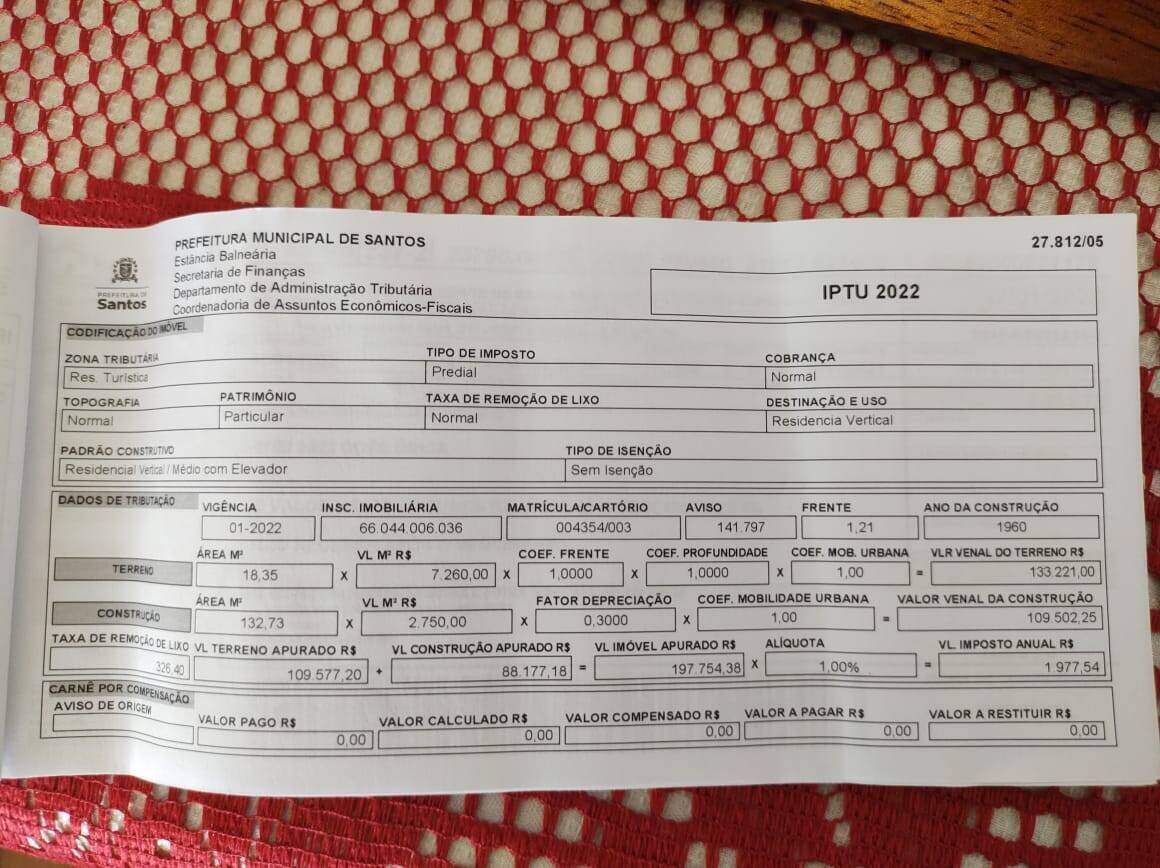 PREFEITURA MUNICIPAL DE SANTOS
Estância Balneária
Secretaria de Finanças
Departamento de Administração Tributária
Coordenadoria de Assuntos Econômicos-Fiscais
PREFEITURA DE
Santos
27.812/05
IPTU 2022
CODIFICAÇÃO DO IMÓVEL
ZONA TRIBUTÁRIA TIPO DE IMPOSTO COBRANÇA
Res. Turística Predial Normal
TOPOGRAFIA PATRIMÔNIO TAXA DE REMOÇÃO DE LIXO DESTINAÇÃO E USO
Normal Particular Normal Residencia Vertical
PADRÃO CONSTRUTIVO TIPO DE ISENÇÃO
Residencial Vertical / Médio com Elevador Sem Isenção
DADOS DE TRIBUTAÇÃO VIGÊNCIA INSC. IMOBILIÁRIA MATRÍCULA/CARTÓRIO AVISO FRENTE ANO DA CONSTRUÇÃO
01-2022 66.044.006.036 004354/003 141.797 1,21 1960
ÁREA M² VL M² R$ COEF. FRENTE COEF. PROFUNDIDADE COEF. MOB. URBANA VLR VENAL DO TERRENO R$
TERRENO 18,35 X 7.260,00 X 1,0000 X 1,0000 X 1,00 = 133.221,00
ÁREA M² VL M² R$ FATOR DEPRECIAÇÃO COEF. MOBILIDADE URBANA VALOR VENAL DA CONSTRUÇÃO
CONSTRUÇÃO 132,73 X 2.750,00 X 0,3000 X 1,00 = 109.502,25
TAXA DE REMOÇÃO DE LIXO VL TERRENO APURADO R$ VL CONSTRUÇÃO APURADO R$ VL IMÓVEL APURADO R$ ALÍQUOTA VL. IMPOSTO ANUAL R$
326,40 109.577,20 + 88.177,18 = 197.754,38 X 1,00% = 1.977,54
CARNÊ POR COMPENSAÇÃO
AVISO DE ORIGEM VALOR PAGO R$ VALOR CALCULADO R$ VALOR COMPENSADO R$ VALOR A PAGAR R$ VALOR A RESTITUIR R$
0,00 0,00 0,00 0,00 0,00